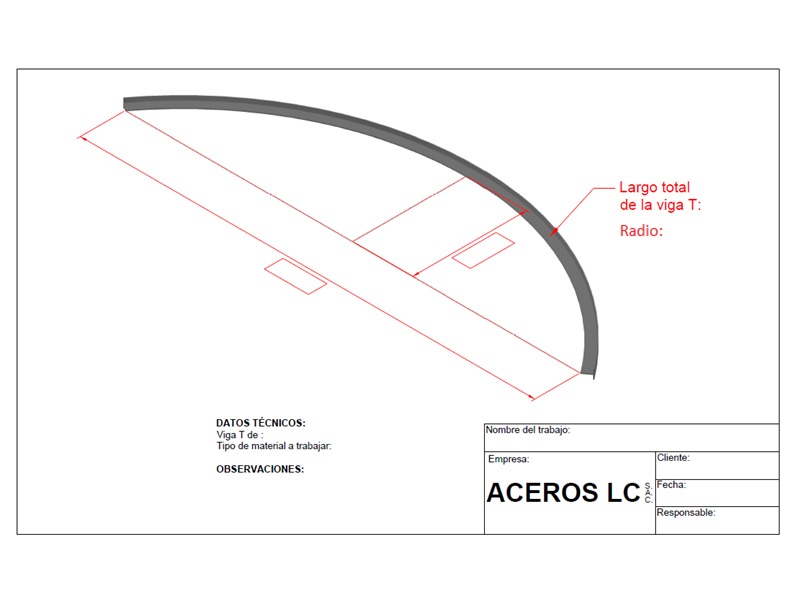 Largo total
de la viga T:
Radio:
DATOS TÉCNICOS:
Viga T de :
Tipo de material a trabajar:
OBSERVACIONES:
Nombre del trabajo:
Empresa:
ACEROS LC S.A.C.
Cliente:
Fecha:
Responsable: